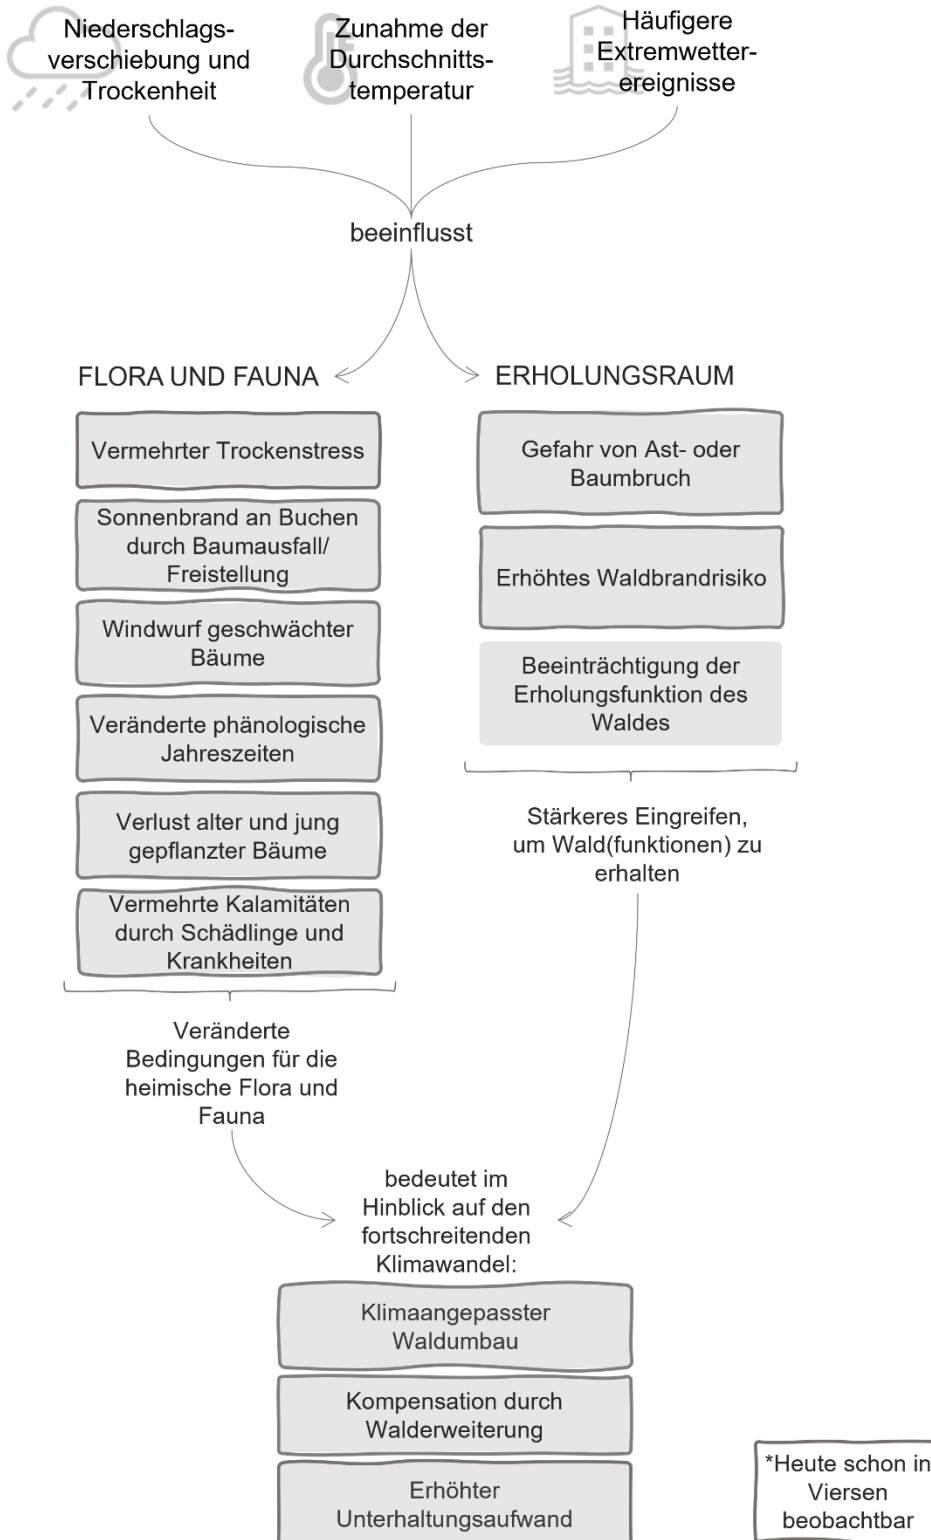 Niederschlags-
verschiebung und
Trockenheit
Zunahme der
Durchschnitts-
temperatur
Häufigere
Extremwetter-
ereignisse
beeinflusst
FLORA UND FAUNA
Vermehrter Trockenstress
Sonnenbrand an Buchen
durch Baumausfall/
Freistellung
Windwurf geschwächter
Bäume
Veränderte phänologische
Jahreszeiten
Verlust alter und jung
gepflanzter Bäume
Vermehrte Kalamitäten
durch Schädlinge und
Krankheiten
Veränderte
Bedingungen für die
heimische Flora und
Fauna
ERHOLUNGSRAUM
Gefahr von Ast- oder
Baumbruch
Erhöhtes Waldbrandrisiko
Beeinträchtigung der
Erholungsfunktion des
Waldes
Stärkeres Eingreifen,
um Wald(funktionen) zu
erhalten
bedeutet im
Hinblick auf den
fortschreitenden
Klimawandel:
Klimaangepasster
Waldumbau
Kompensation durch
Walderweiterung
Erhöhter
Unterhaltungsaufwand
*Heute schon in
Viersen
beobachtbar